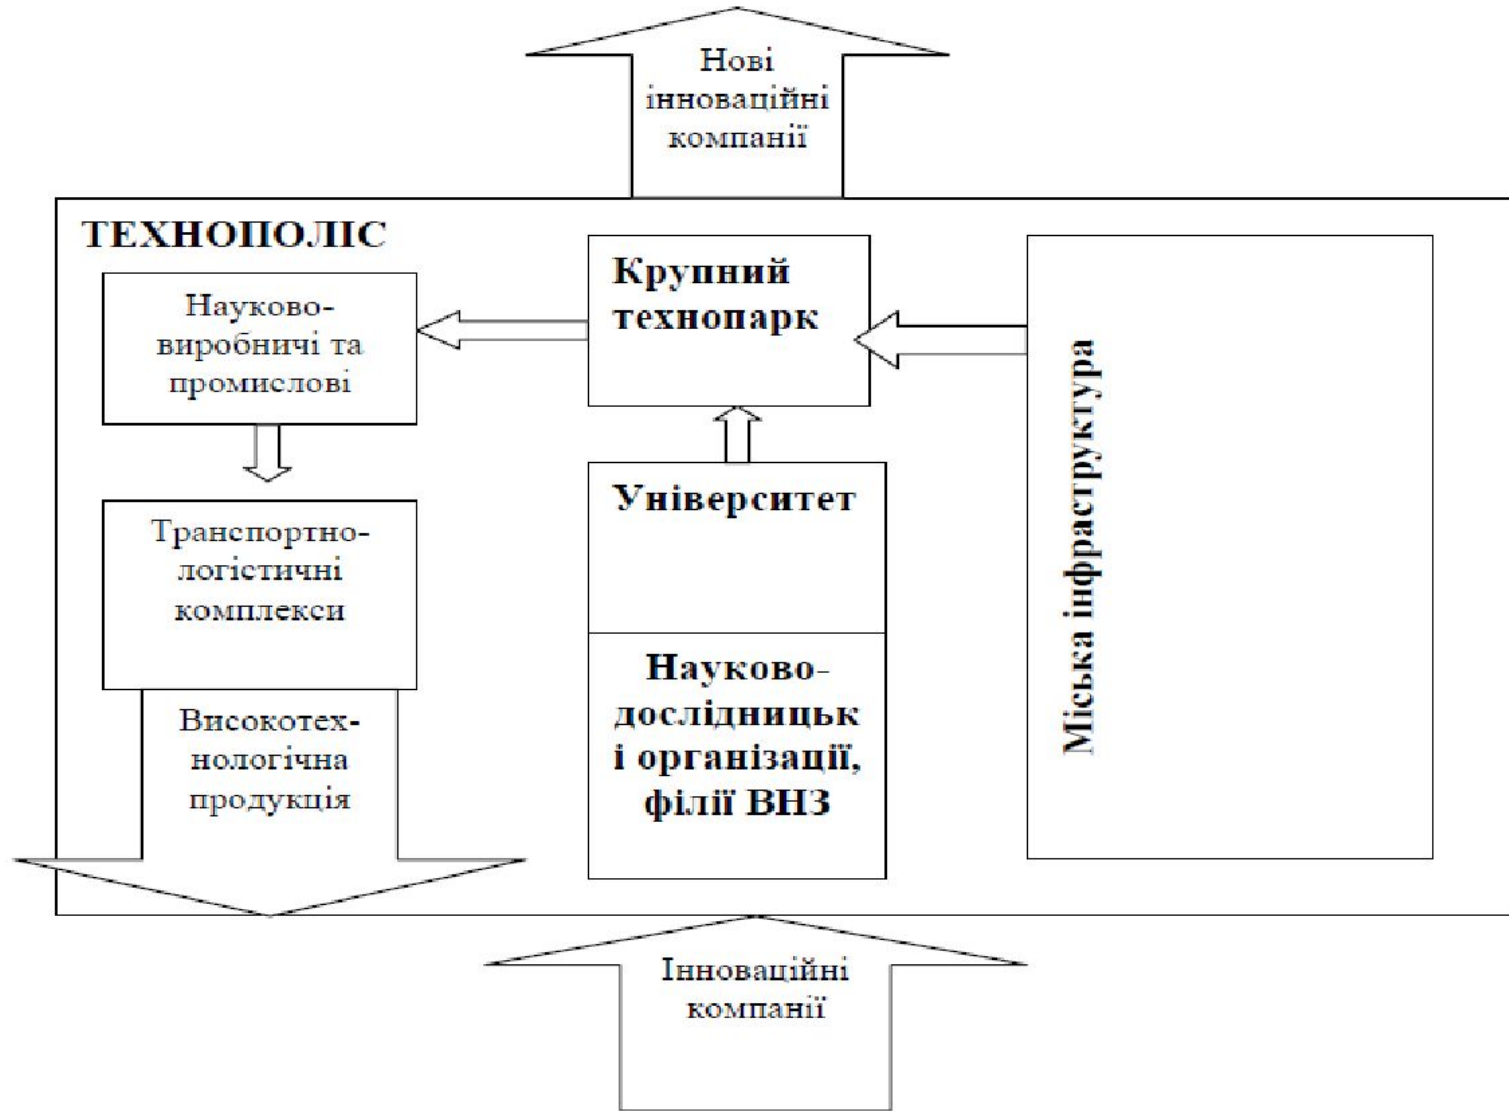 Нові
інноваційні
компанії
ТЕХНОПОЛІС
Науково-
виробничі та
промислові
Крупний
технопарк
Міська інфраструктура
Транспортно-
логістичні
комплекси
Університет
Науково-
дослідницьк
і організації,
філії ВНЗ
Високотех-
нологічна
продукція
Інноваційні
компанії